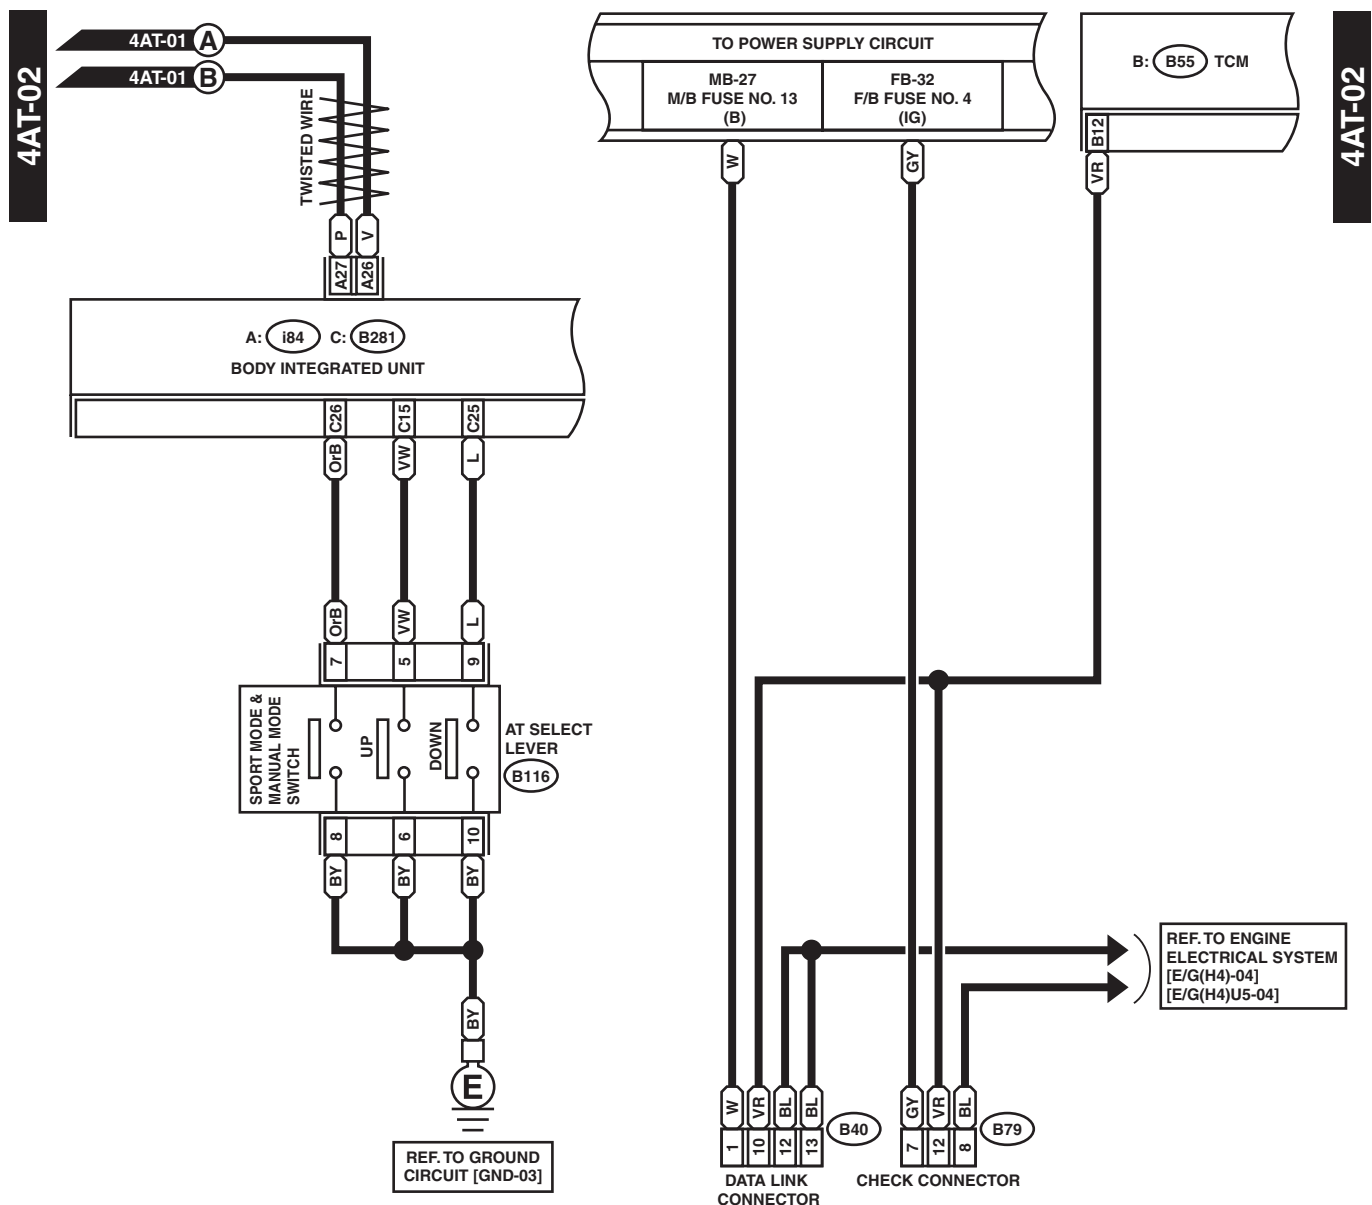 4AT-02
4AT-01 A
4AT-01 B
TWISTED WIRE
P
V
A27
A26
A: i84 C: B281
BODY INTEGRATED UNIT
C26
C15
C25
OrB
VW
L
OrB
VW
L
7
5
9
SPORT MODE &
MANUAL MODE
SWITCH
UP
DOWN
AT SELECT
LEVER
B116
8
6
10
BY
BY
BY
BY
E
REF. TO GROUND
CIRCUIT [GND-03]
TO POWER SUPPLY CIRCUIT
MB-27
M/B FUSE NO. 13
(B)
FB-32
F/B FUSE NO. 4
(IG)
W
GY
B: B55 TCM
B12
VR
4AT-02
REF. TO ENGINE
ELECTRICAL SYSTEM
[E/G(H4)-04]
[E/G(H4)U5-04]
W
VR
BL
BL
1
10
12
13
B40
DATA LINK
CONNECTOR
GY
VR
BL
7
12
8
B79
CHECK CONNECTOR